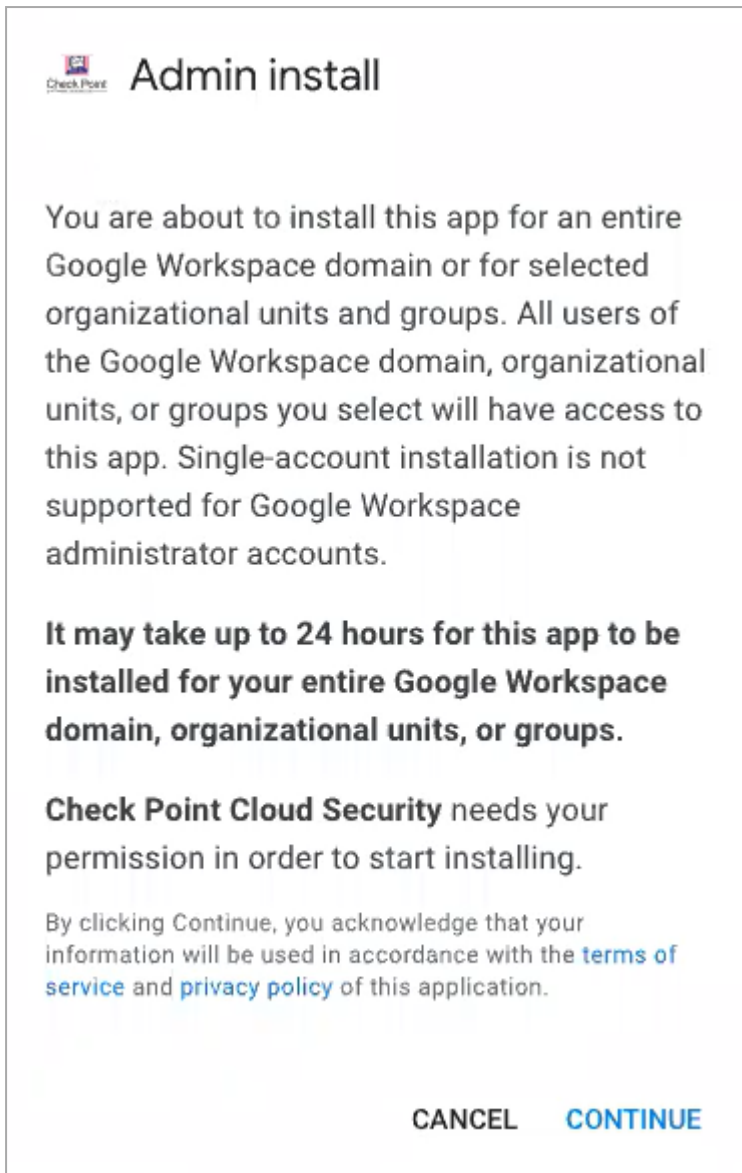 Check Point
Admin install
You are about to install this app for an entire
Google Workspace domain or for selected
organizational units and groups. All users of
the Google Workspace domain, organizational
units, or groups you select will have access to
this app. Single-account installation is not
supported for Google Workspace
administrator accounts.
It may take up to 24 hours for this app to be
installed for your entire Google Workspace
domain, organizational units, or groups.
Check Point Cloud Security needs your
permission in order to start installing.
By clicking Continue, you acknowledge that your
information will be used in accordance with the terms of
service and privacy policy of this application.
CANCEL CONTINUE